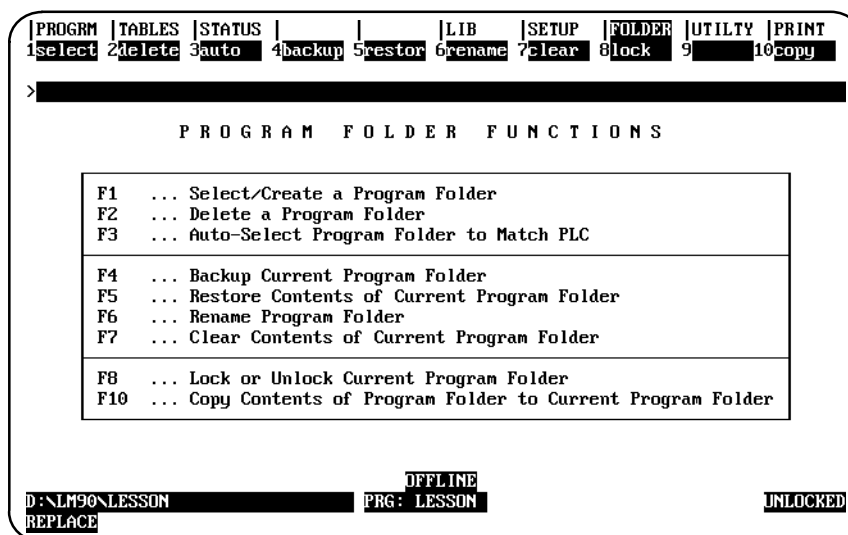 |PROGRM |TABLES |STATUS | | |LIB |SETUP |FOLDER |UTILTY |PRINT
1select 2delete 3auto 4backup 5restor 6rename 7clear 8lock 9 10copy
>
PROGRAM FOLDER FUNCTIONS
F1 ... Select/Create a Program Folder
F2 ... Delete a Program Folder
F3 ... Auto-Select Program Folder to Match PLC
F4 ... Backup Current Program Folder
F5 ... Restore Contents of Current Program Folder
F6 ... Rename Program Folder
F7 ... Clear Contents of Current Program Folder
F8 ... Lock or Unlock Current Program Folder
F10 ... Copy Contents of Program Folder to Current Program Folder
OFFLINE
D:\LM90\LESSON PRG: LESSON UNLOCKED
REPLACE